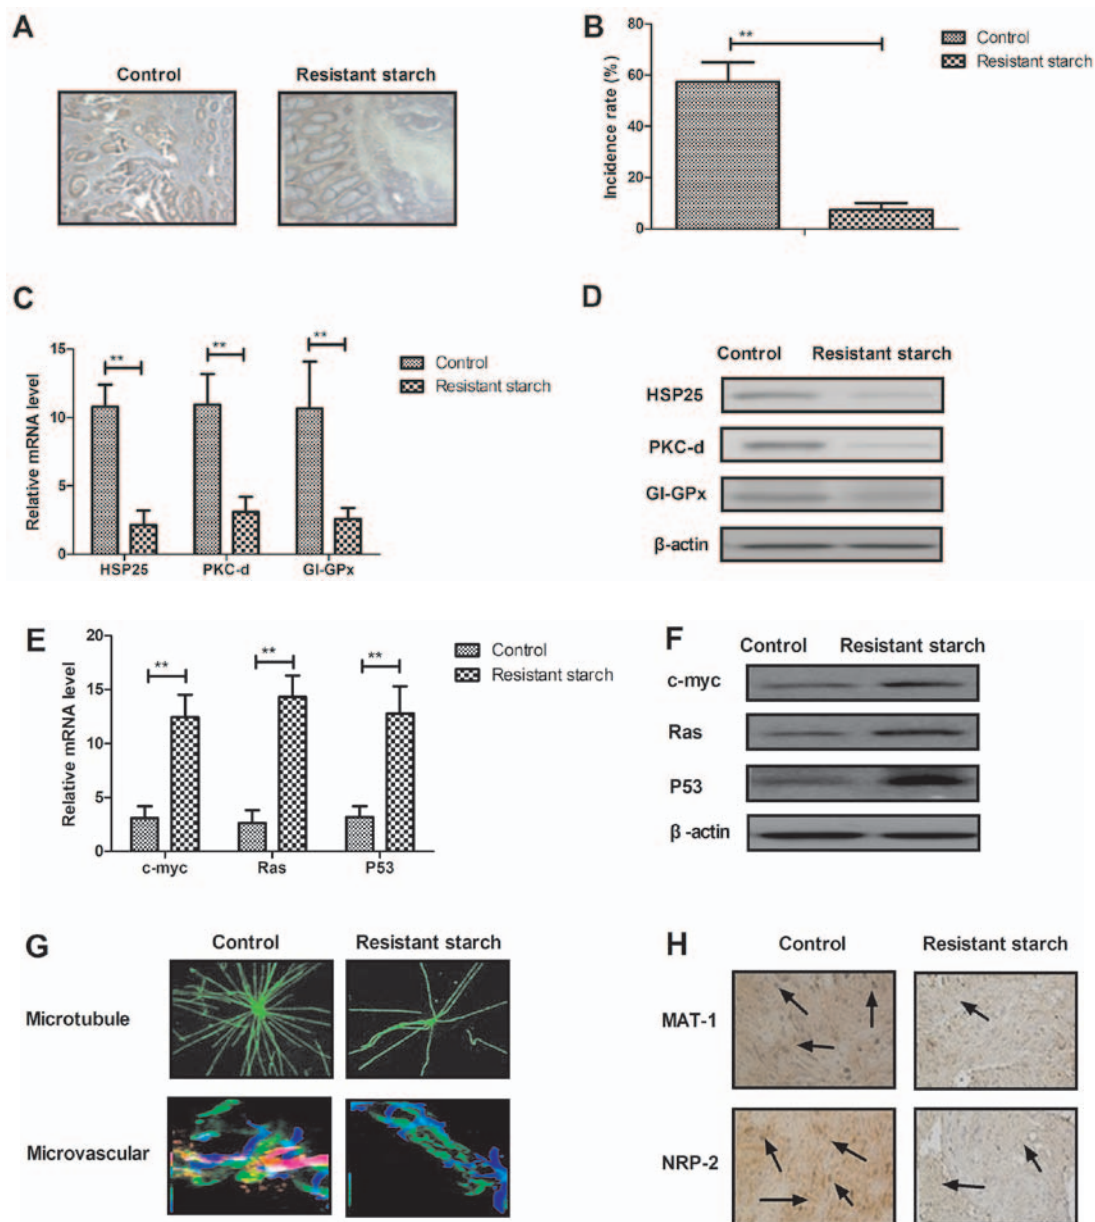 A
Control
Resistant starch
B
80
60
40
20
0
Incidence rate (%)
**
Control
Resistant starch
C
15
10
5
0
Relative mRNA level
**
**
**
Control
Resistant starch
HSP25
PKC-d
GI-GPx
D
Control
Resistant starch
HSP25
PKC-d
GI-GPx
β-actin
E
20
15
10
5
0
Relative mRNA level
**
**
**
Control
Resistant starch
c-myc
Ras
P53
F
Control
Resistant starch
c-myc
Ras
P53
β -actin
G
Control
Resistant starch
Microtubule
Microvascular
H
Control
Resistant starch
MAT-1
NRP-2